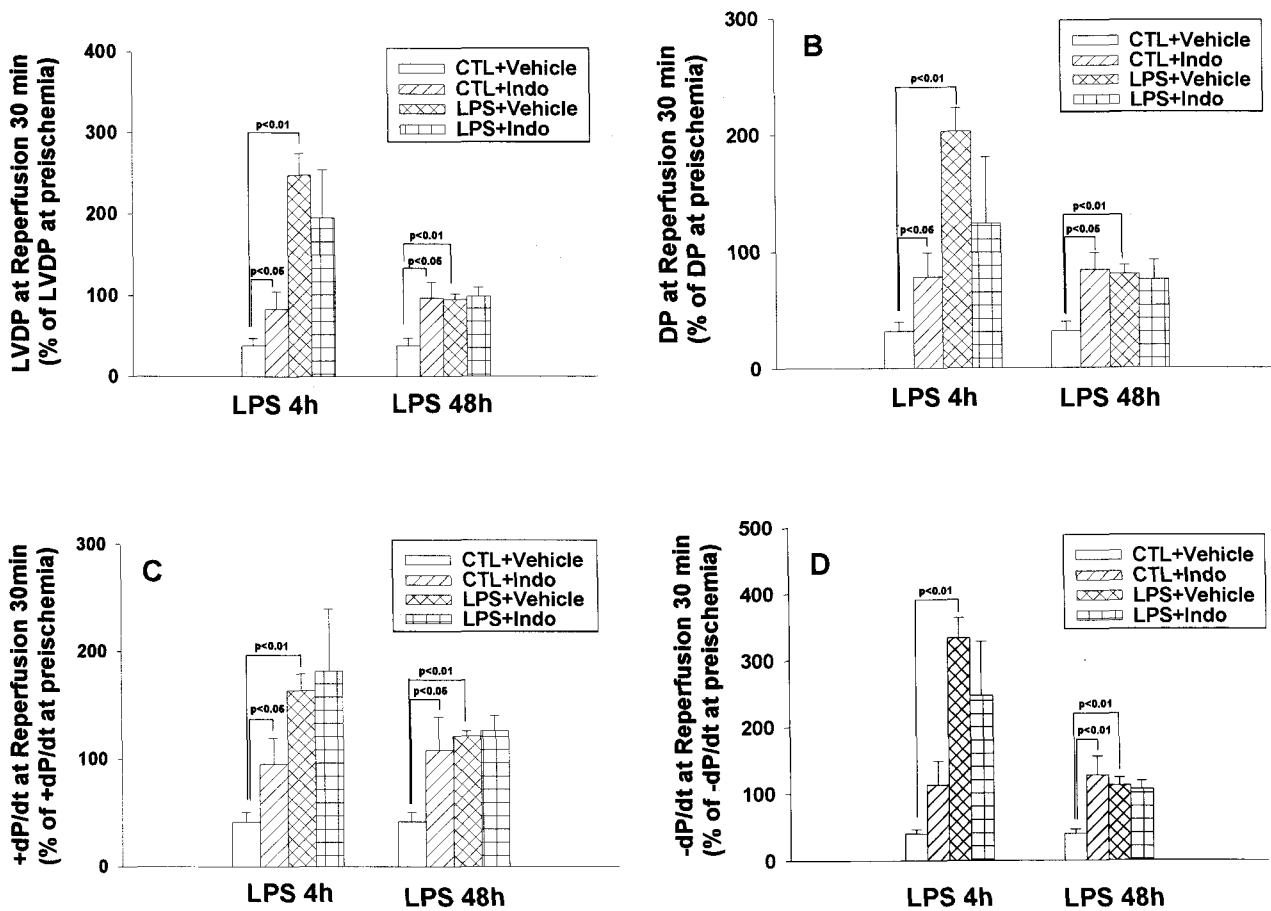 LVDP at Reperfusion 30 min
(% of LVDP at preischemia)
400
300
200
100
0
CTL+Vehicle
CTL+Indo
LPS+Vehicle
LPS+Indo
p<0.01
p<0.05
p<0.01
p<0.05
LPS 4h
LPS 48h
B
DP at Reperfusion 30 min
(% of DP at preischemia)
300
200
100
0
CTL+Vehicle
CTL+Indo
LPS+Vehicle
LPS+Indo
p<0.01
p<0.05
p<0.01
p<0.05
LPS 4h
LPS 48h
C
+dP/dt at Reperfusion 30min
(% of +dP/dt at preischemia)
300
200
100
0
CTL+Vehicle
CTL+Indo
LPS+Vehicle
LPS+Indo
p<0.01
p<0.05
p<0.01
p<0.05
LPS 4h
LPS 48h
D
-dP/dt at Reperfusion 30 min
(% of -dP/dt at preischemia)
500
400
300
200
100
0
CTL+Vehicle
CTL+Indo
LPS+Vehicle
LPS+Indo
p<0.01
p<0.01
p<0.01
LPS 4h
LPS 48h